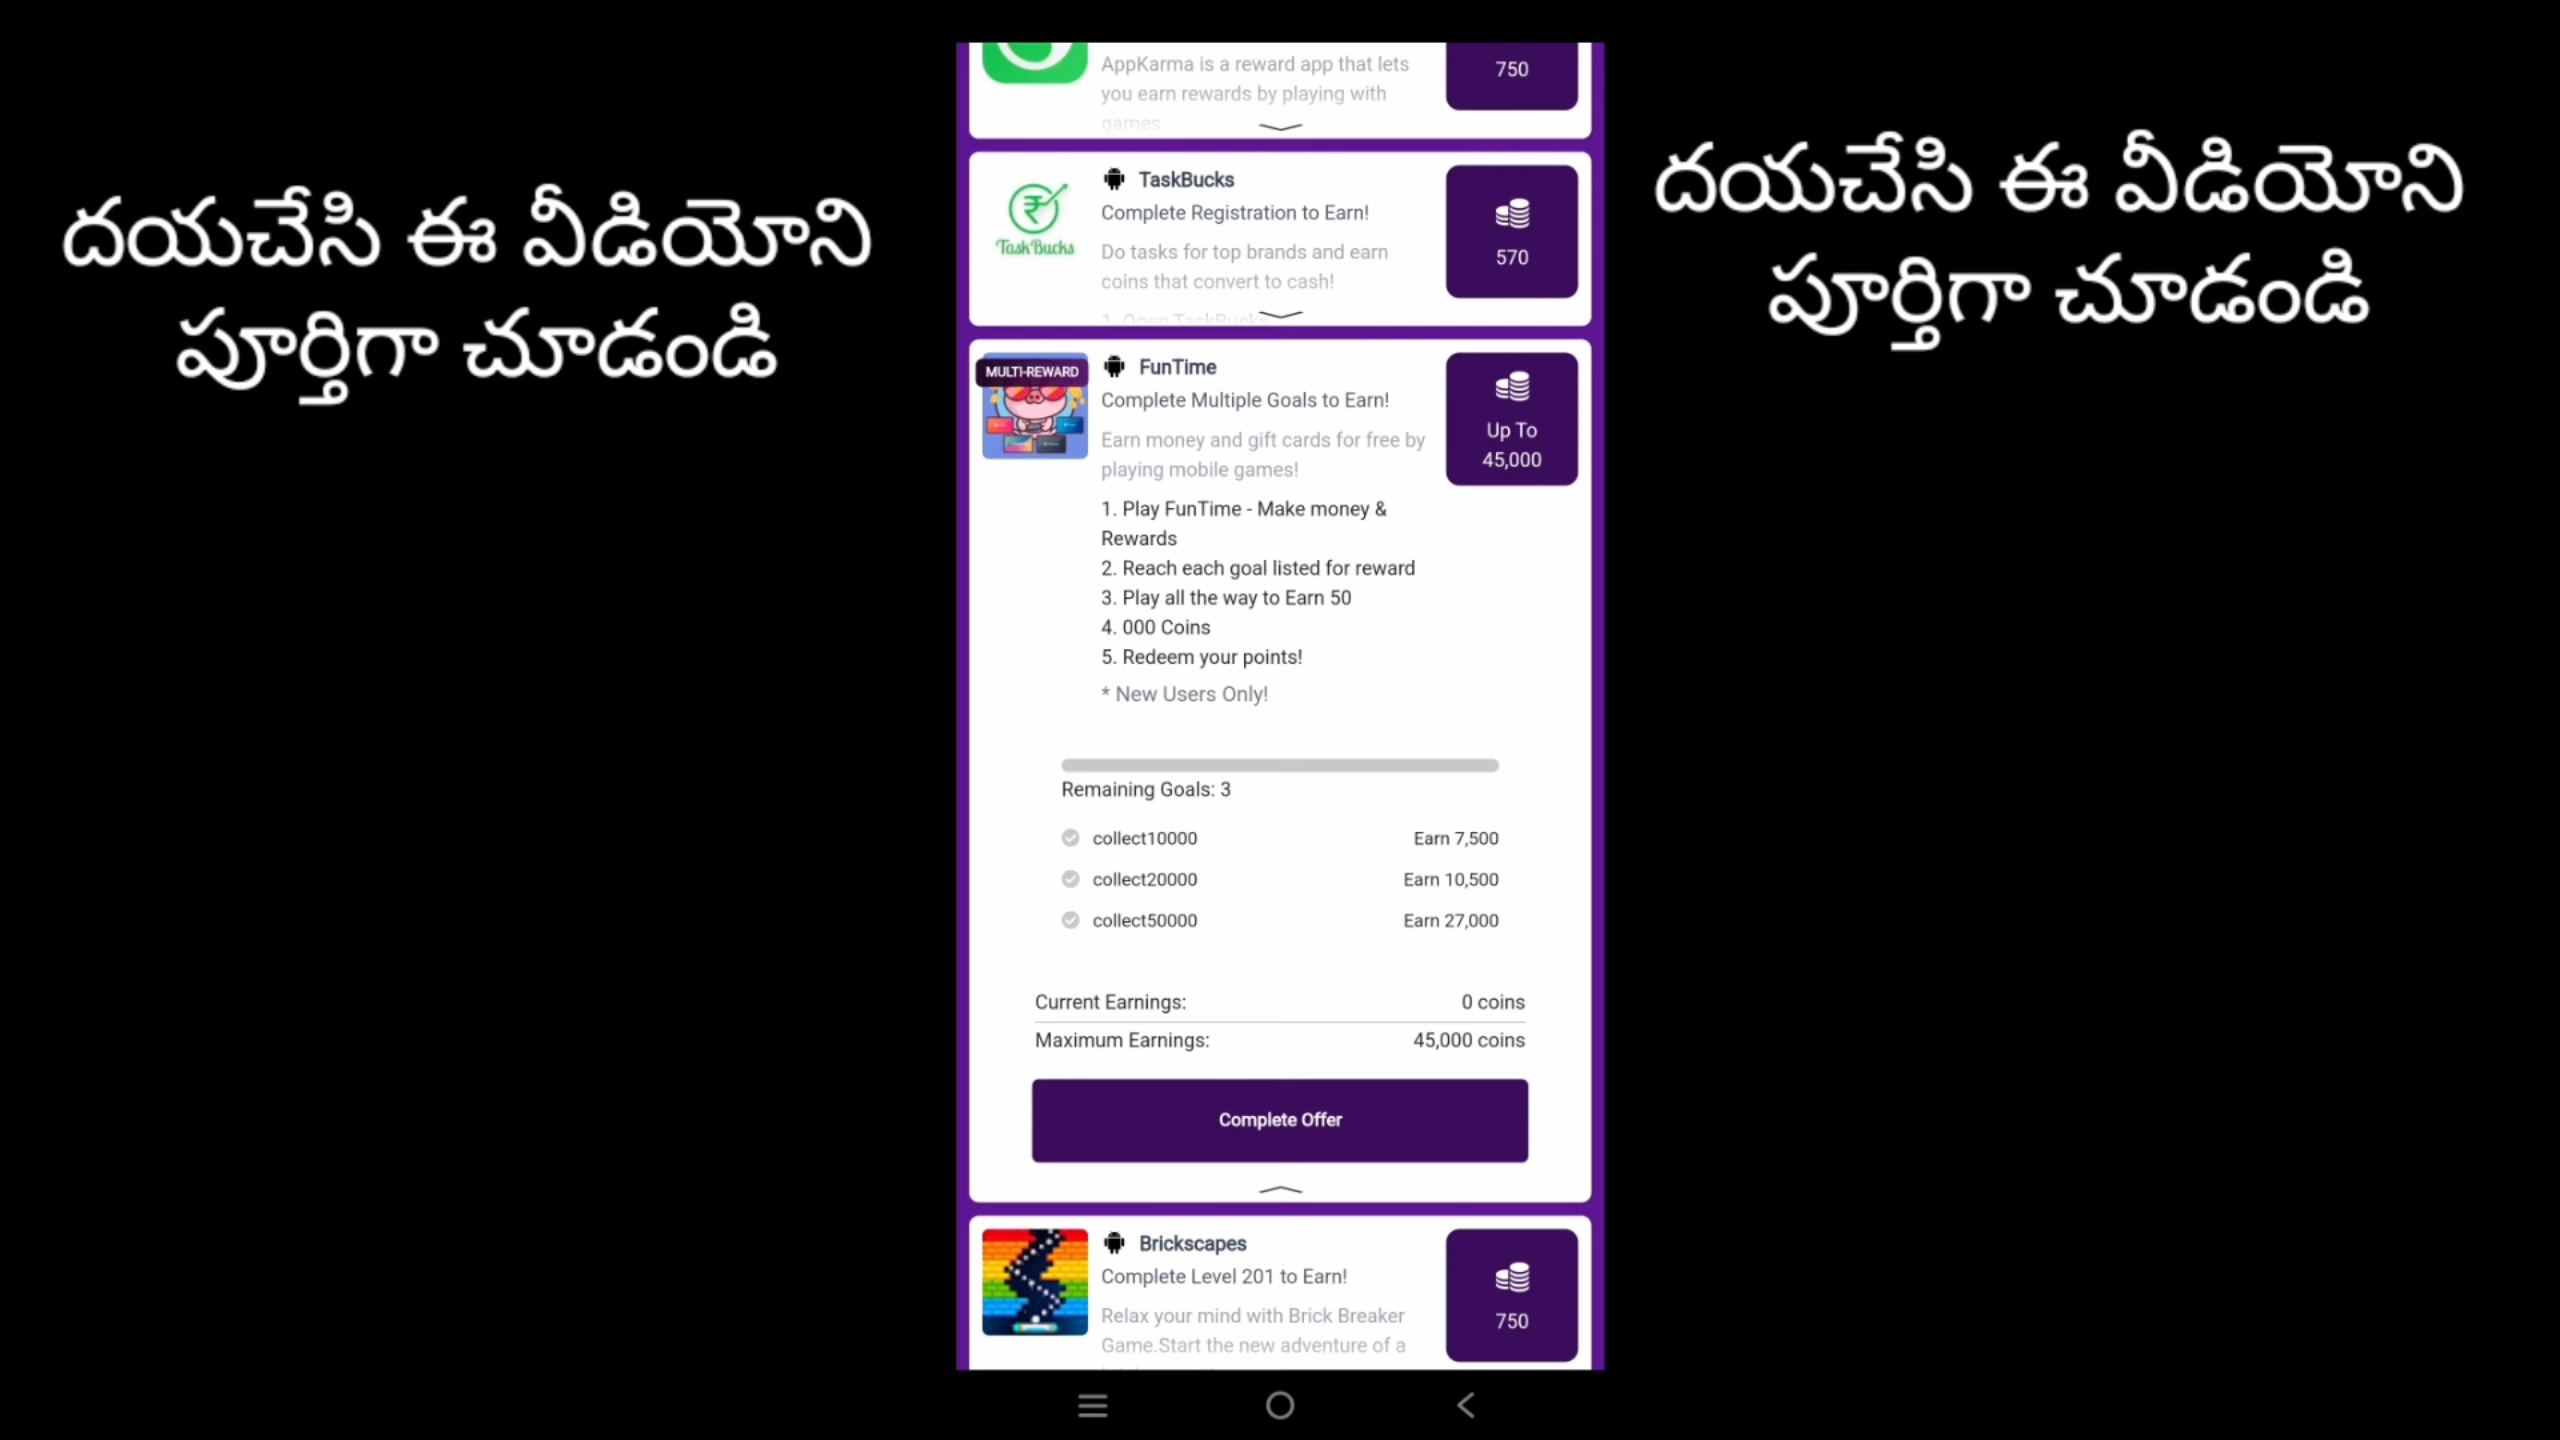 దయచేసి ఈ వీడియోని
పూర్తిగా చూడండి
AppKarma is a reward app that lets
you earn rewards by playing with
games.
750
TaskBucks
TaskBucks
Complete Registration to Earn!
Do tasks for top brands and earn
coins that convert to cash!
1. Open TaskBucks
570
MULTI-REWARD
FunTime
Complete Multiple Goals to Earn!
Earn money and gift cards for free by
playing mobile games!
Up To
45,000
1. Play FunTime - Make money &
Rewards
2. Reach each goal listed for reward
3. Play all the way to Earn 50
4. 000 Coins
5. Redeem your points!
* New Users Only!
Remaining Goals: 3
collect10000 Earn 7,500
collect20000 Earn 10,500
collect50000 Earn 27,000
Current Earnings: 0 coins
Maximum Earnings: 45,000 coins
Complete Offer
Brickscapes
Complete Level 201 to Earn!
Relax your mind with Brick Breaker
Game.Start the new adventure of a
750
దయచేసి ఈ వీడియోని
పూర్తిగా చూడండి